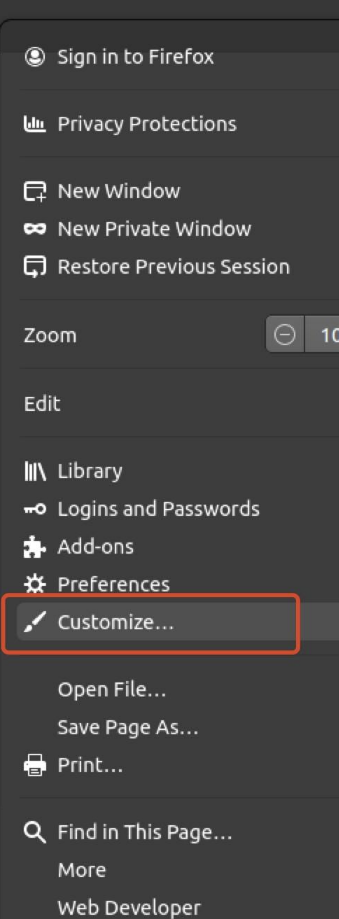 Sign in to Firefox
Privacy Protections
New Window
New Private Window
Restore Previous Session
Zoom 10
Edit
Library
Logins and Passwords
Add-ons
Preferences
Customize…
Open File…
Save Page As…
Print…
Find in This Page…
More
Web Developer